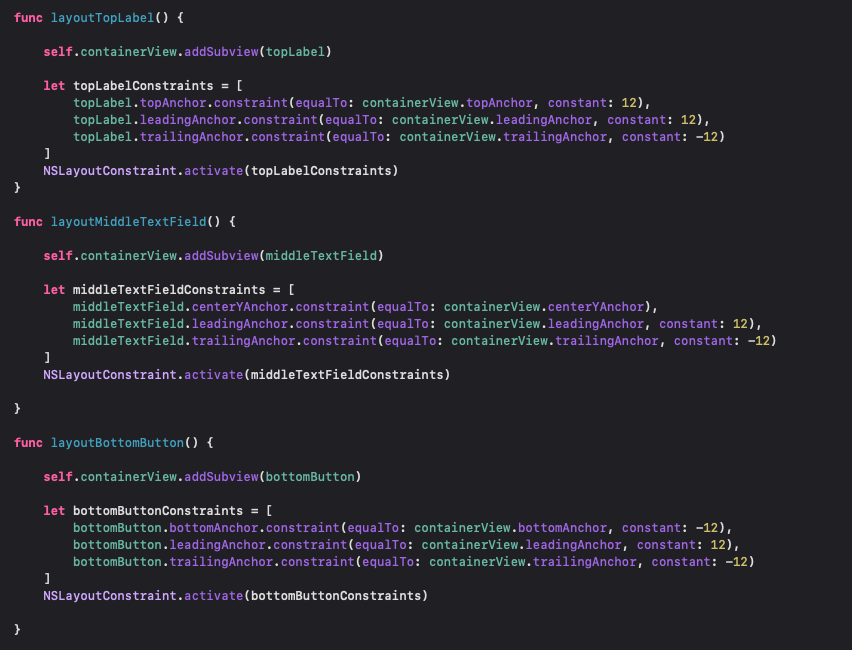 func layoutTopLabel() {
self.containerView.addSubview(topLabel)
let topLabelConstraints = [
topLabel.topAnchor.constraint(equalTo: containerView.topAnchor, constant: 12),
topLabel.leadingAnchor.constraint(equalTo: containerView.leadingAnchor, constant: 12),
topLabel.trailingAnchor.constraint(equalTo: containerView.trailingAnchor, constant: -12)
]
NSLayoutConstraint.activate(topLabelConstraints)
}
func layoutMiddleTextField() {
self.containerView.addSubview(middleTextField)
let middleTextFieldConstraints = [
middleTextField.centerYAnchor.constraint(equalTo: containerView.centerYAnchor),
middleTextField.leadingAnchor.constraint(equalTo: containerView.leadingAnchor, constant: 12),
middleTextField.trailingAnchor.constraint(equalTo: containerView.trailingAnchor, constant: -12)
]
NSLayoutConstraint.activate(middleTextFieldConstraints)
}
func layoutBottomButton() {
self.containerView.addSubview(bottomButton)
let bottomButtonConstraints = [
bottomButton.bottomAnchor.constraint(equalTo: containerView.bottomAnchor, constant: -12),
bottomButton.leadingAnchor.constraint(equalTo: containerView.leadingAnchor, constant: 12),
bottomButton.trailingAnchor.constraint(equalTo: containerView.trailingAnchor, constant: -12)
]
NSLayoutConstraint.activate(bottomButtonConstraints)
}